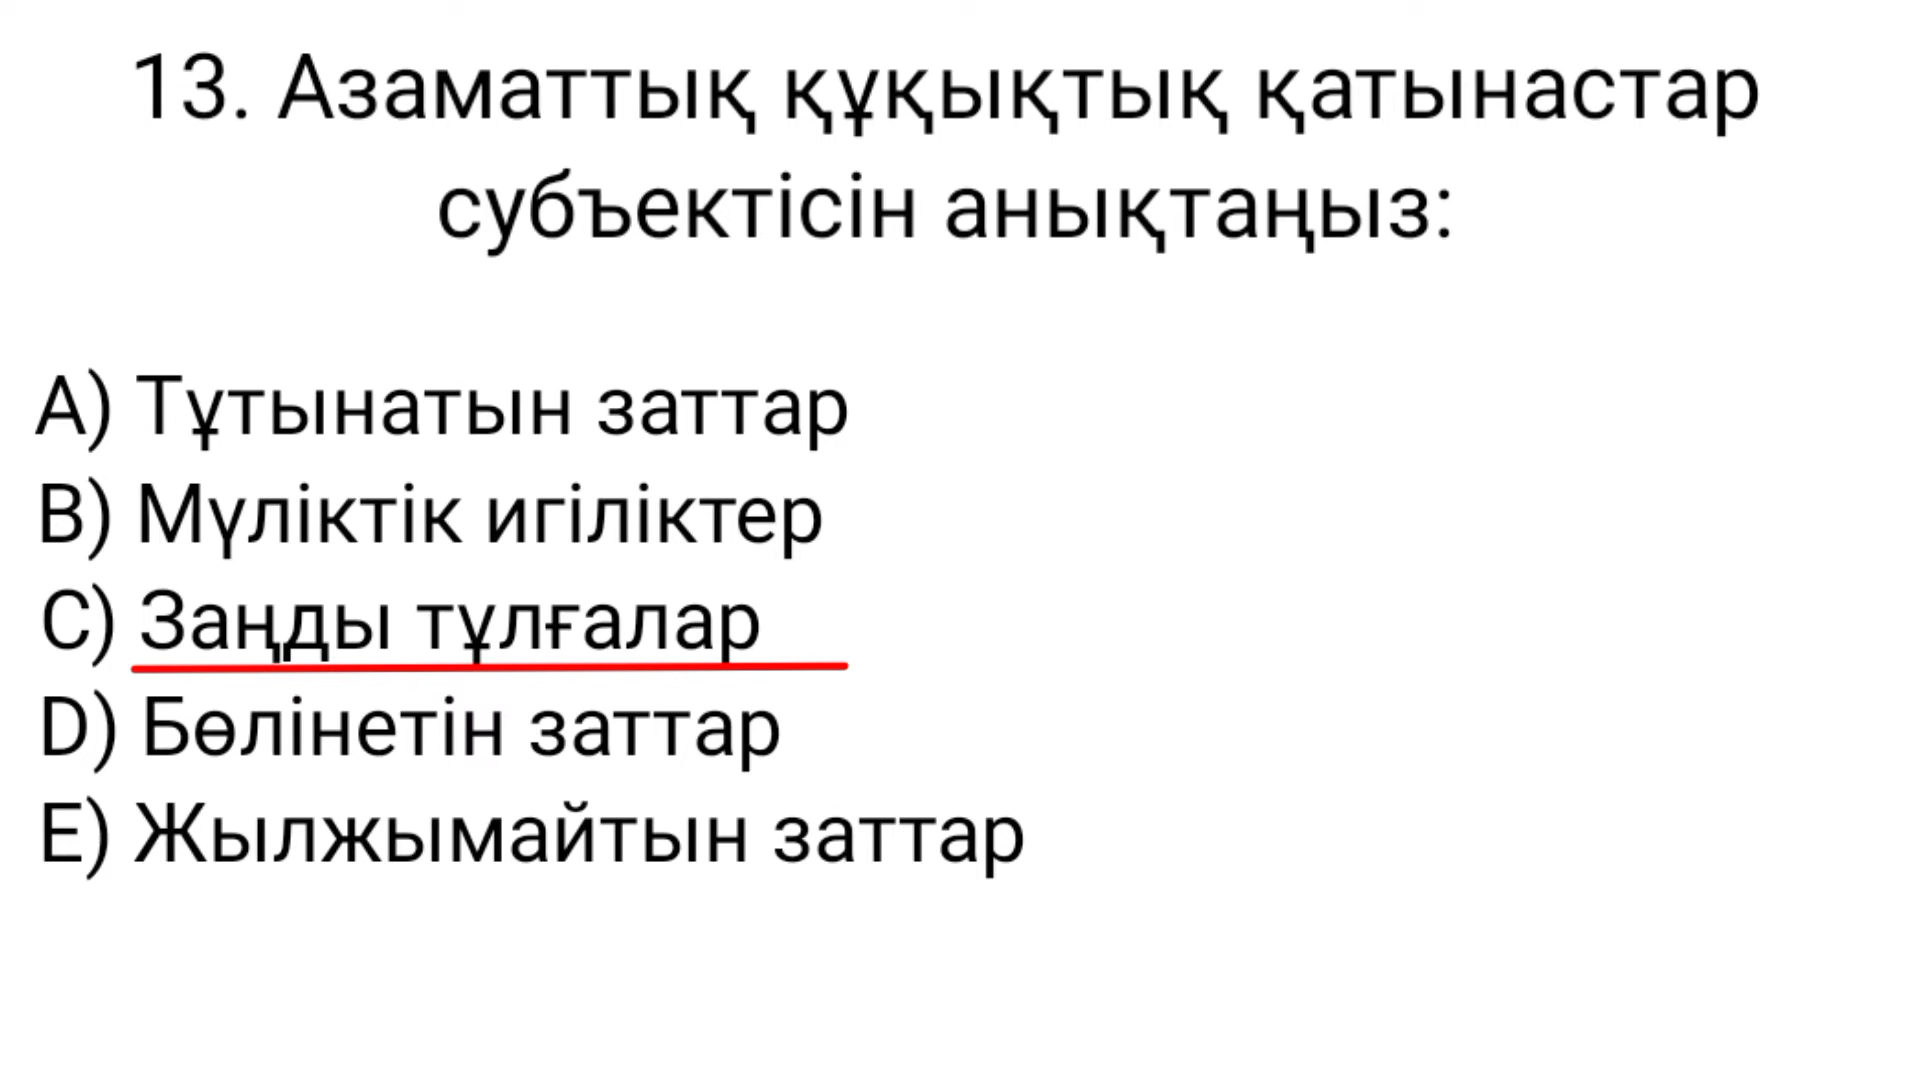 13. Азаматтық құқықтық қатынастар
субъектісін анықтаңыз:
A) Тұтынатын заттар
B) Мүліктік игіліктер
C) Заңды тұлғалар
D) Бөлінетін заттар
E) Жылжымайтын заттар